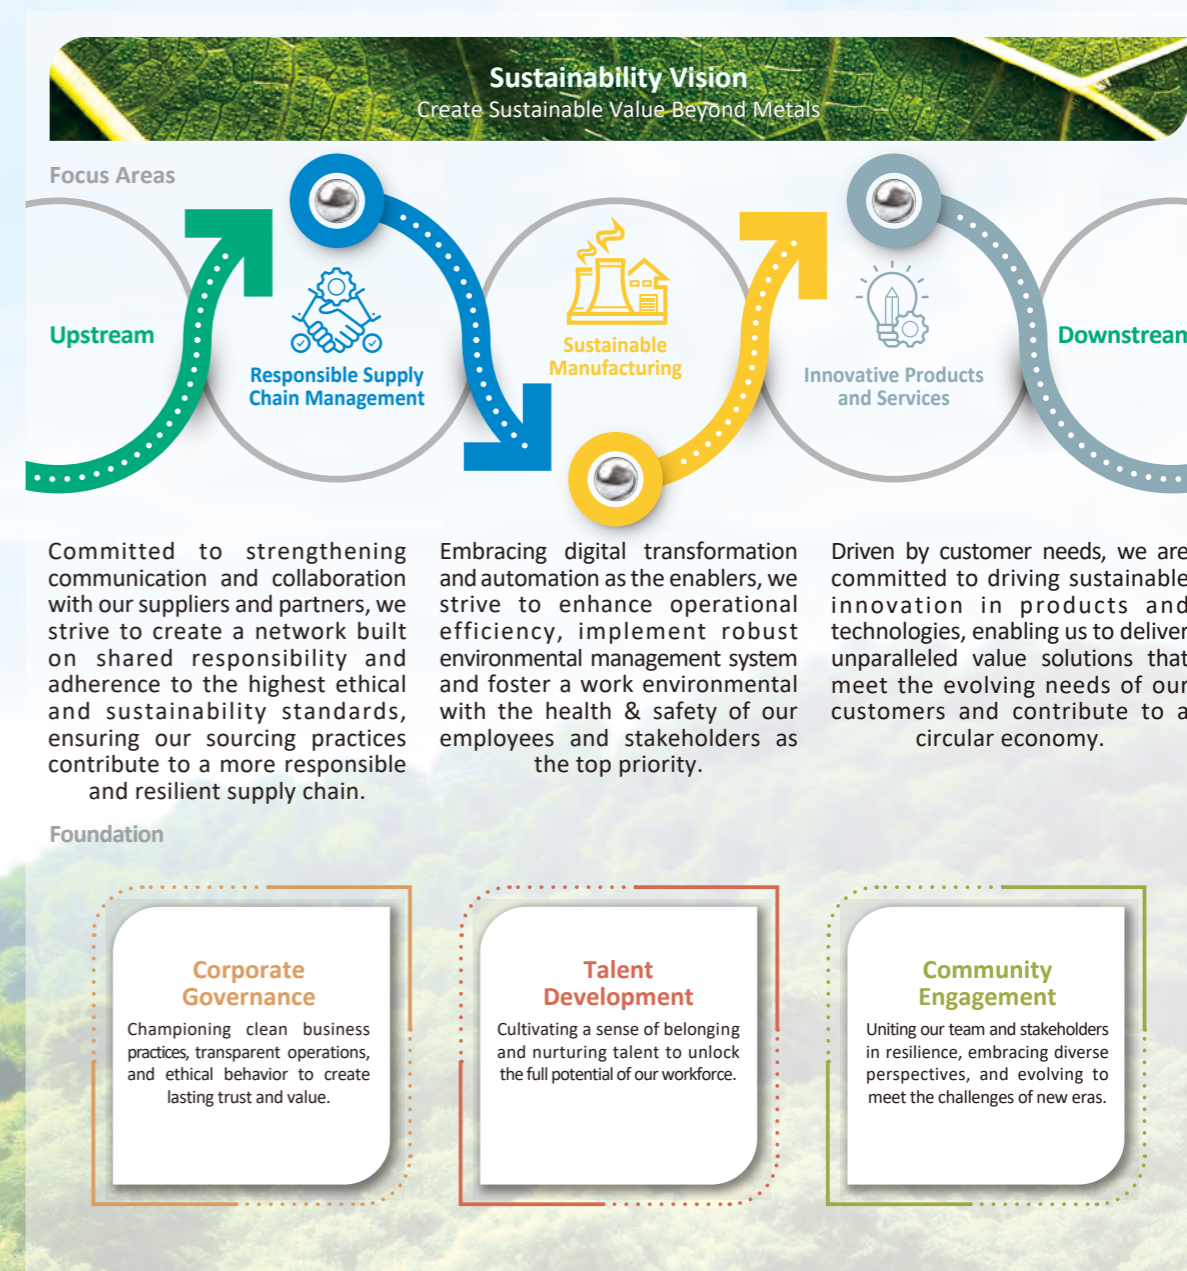 Sustainability Vision
Create Sustainable Value Beyond Metals
Focus Areas
Upstream
Responsible Supply
Chain Management
Sustainable
Manufacturing
Innovative Products
and Services
Downstream
Committed to strengthening
communication and collaboration
with our suppliers and partners, we
strive to create a network built
on shared responsibility and
adherence to the highest ethical
and sustainability standards,
ensuring our sourcing practices
contribute to a more responsible
and resilient supply chain.
Embracing digital transformation
and automation as the enablers, we
strive to enhance operational
efficiency, implement robust
environmental management system
and foster a work environmental
with the health & safety of our
employees and stakeholders as
the top priority.
Driven by customer needs, we are
committed to driving sustainable
innovation in products and
technologies, enabling us to deliver
unparalleled value solutions that
meet the evolving needs of our
customers and contribute to a
circular economy.
Foundation
Corporate
Governance
Championing clean business
practices, transparent operations,
and ethical behavior to create
lasting trust and value.
Talent
Development
Cultivating a sense of belonging
and nurturing talent to unlock
the full potential of our workforce.
Community
Engagement
Uniting our team and stakeholders
in resilience, embracing diverse
perspectives, and evolving to
meet the challenges of new eras.